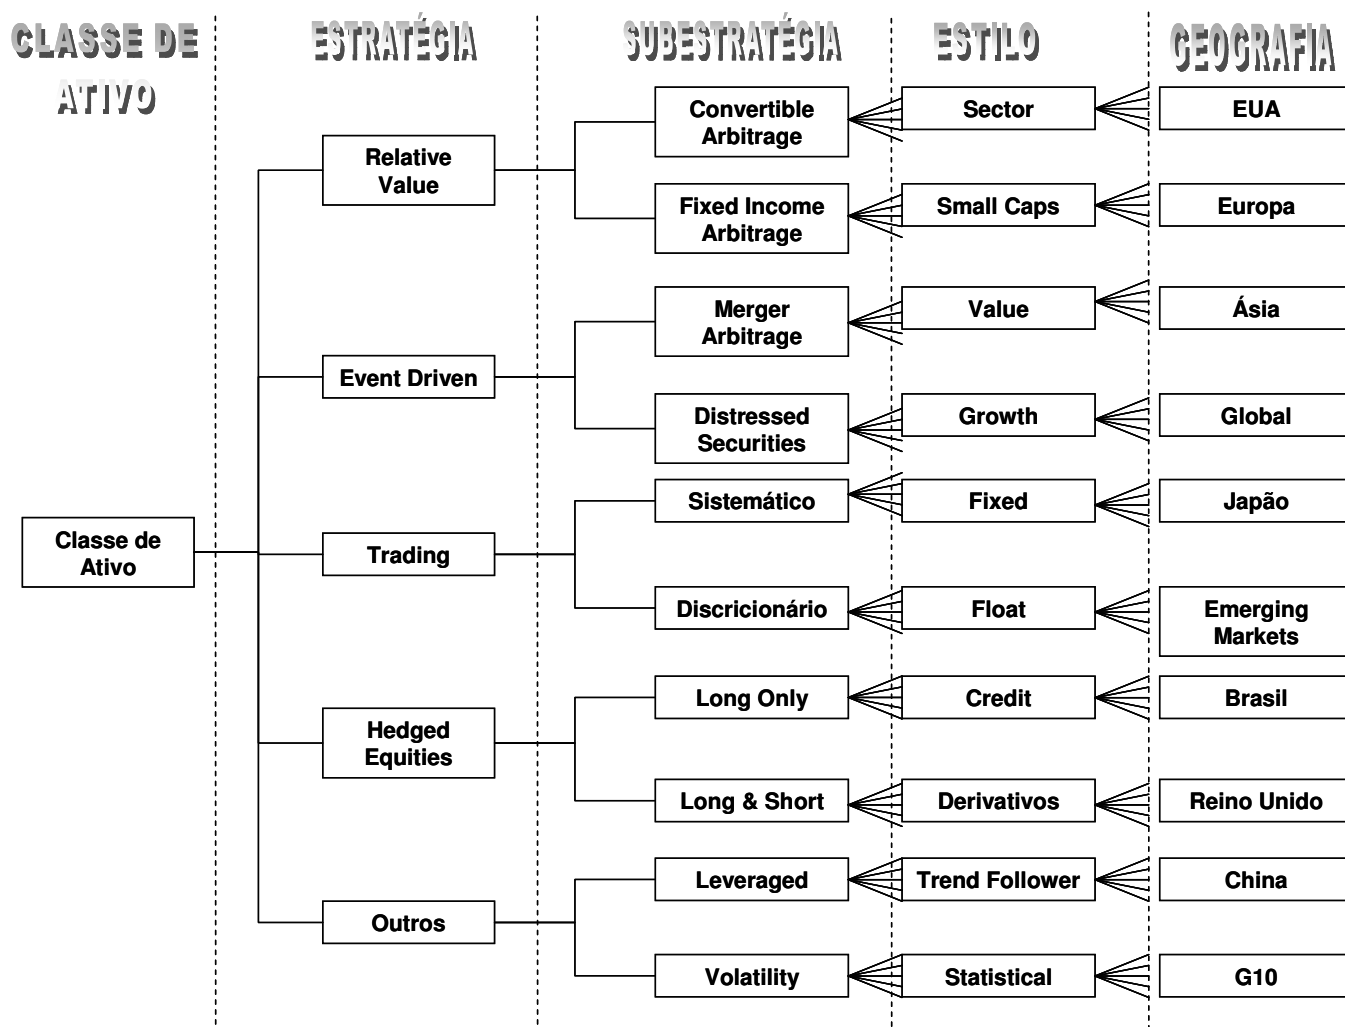 CLASSE DE
ATIVO
ESTRATÉGIA
SUBESTRATÉGIA
ESTILO
GEOGRAFIA
Classe de
Ativo
Relative
Value
Event Driven
Trading
Hedged
Equities
Outros
Convertible
Arbitrage
Fixed Income
Arbitrage
Merger
Arbitrage
Distressed
Securities
Sistemático
Discricionário
Long Only
Long & Short
Leveraged
Volatility
Sector
Small Caps
Value
Growth
Fixed
Float
Credit
Derivativos
Trend Follower
Statistical
EUA
Europa
Ásia
Global
Japão
Emerging
Markets
Brasil
Reino Unido
China
G10